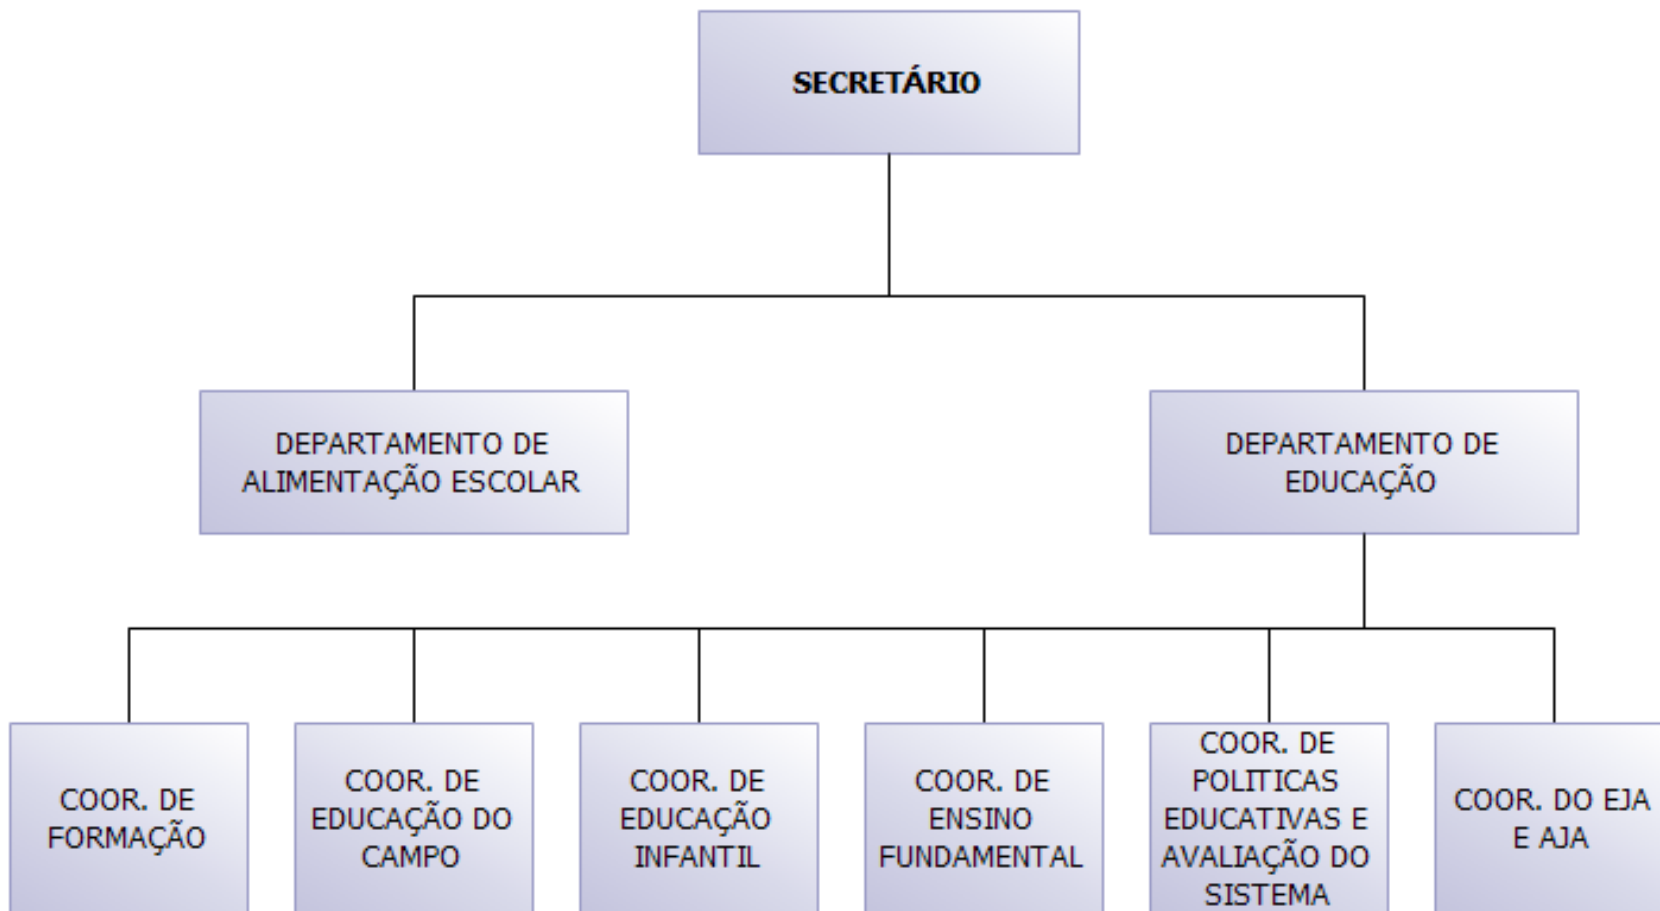 SECRETÁRIO
DEPARTAMENTO DE
ALIMENTAÇÃO ESCOLAR
DEPARTAMENTO DE
EDUCAÇÃO
COOR. DE
FORMAÇÃO
COOR. DE
EDUCAÇÃO DO
CAMPO
COOR. DE
EDUCAÇÃO
INFANTIL
COOR. DE
ENSINO
FUNDAMENTAL
COOR. DE
POLITICAS
EDUCATIVAS E
AVALIAÇÃO DO
SISTEMA
COOR. DO EJA
E AJA